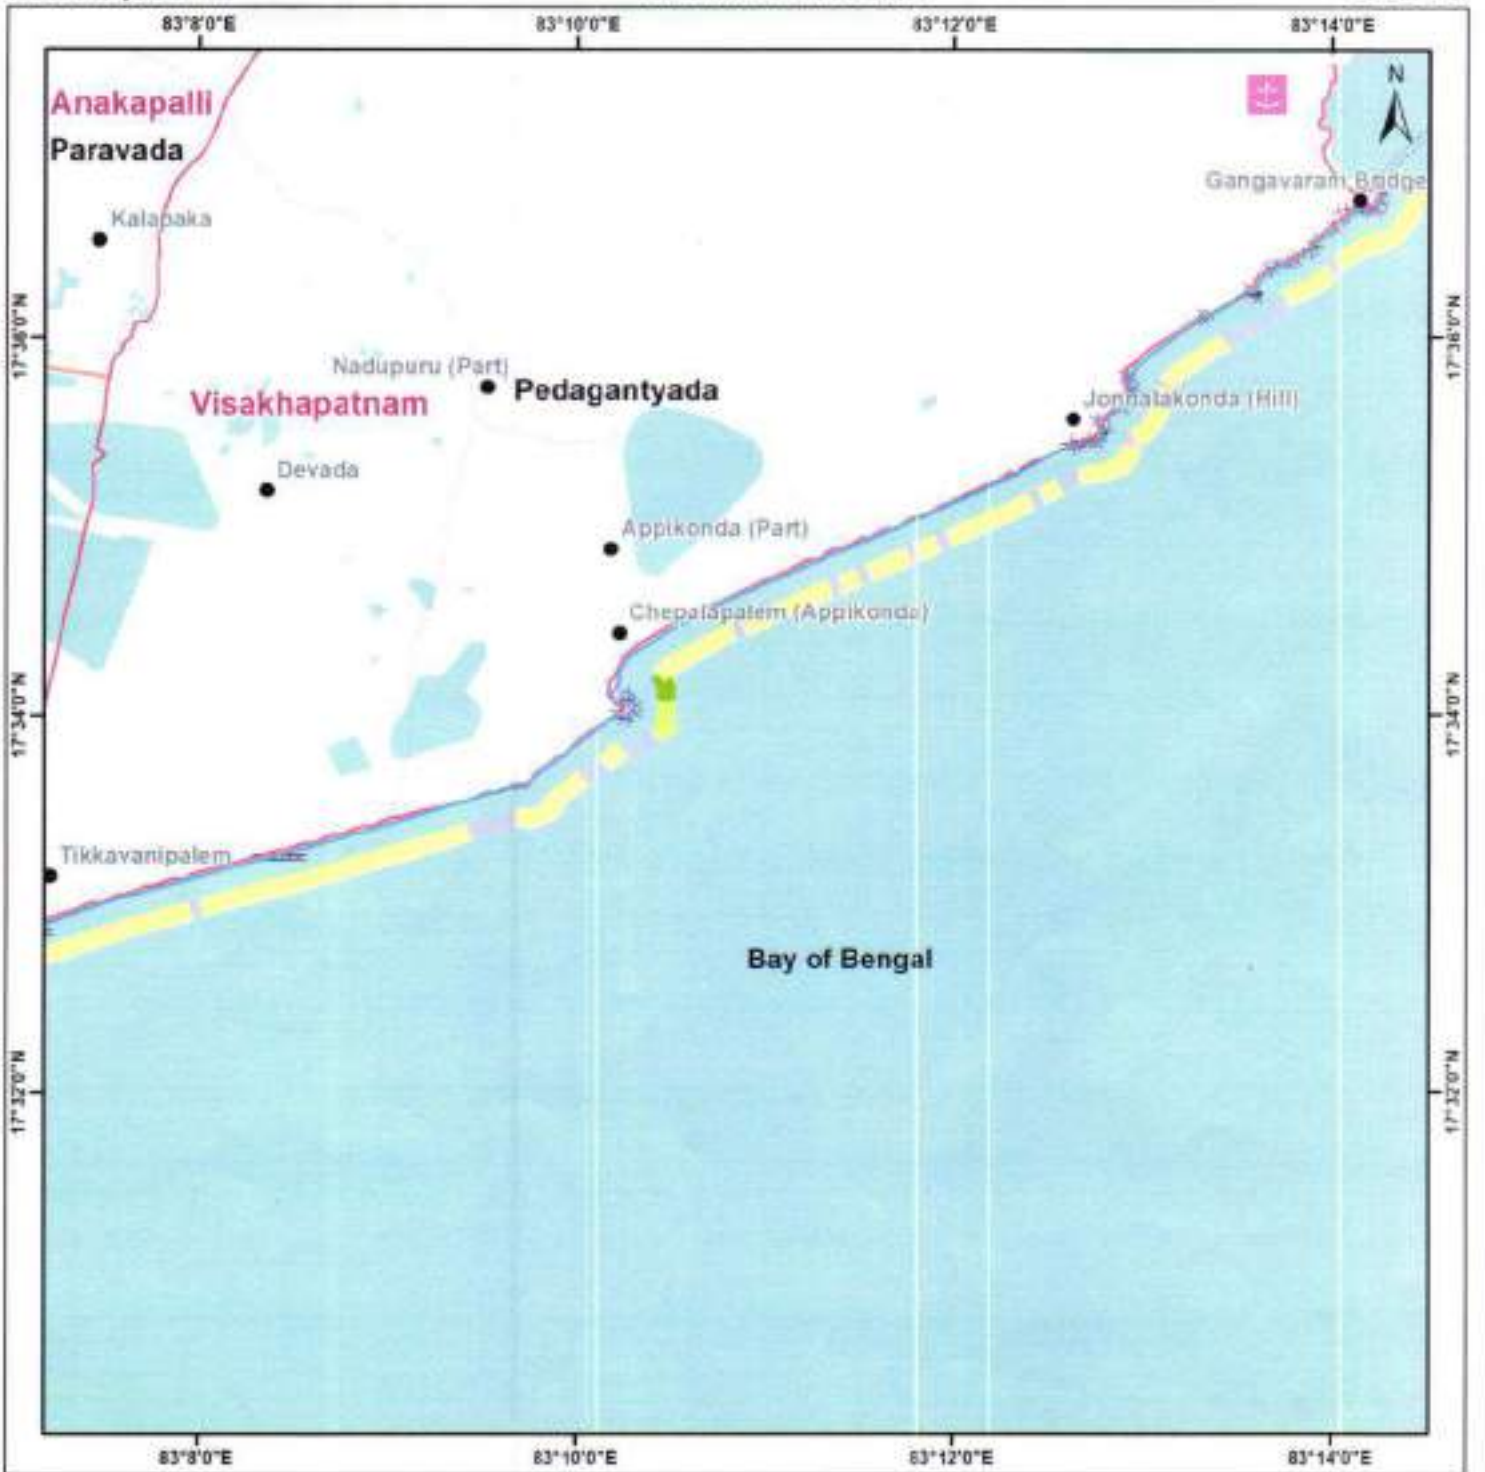 83°8'0"E 83°10'0"E 83°12'0"E 83°14'0"E
N
Anakapalli
Paravada
Gangavaram Bridge
Kalapaka
17°36'0"N
17°36'0"N
Nadupuru (Part)
Pedagantyada
Visakhapatnam
Jonnalakonda (Hill)
Devada
Appikonda (Part)
Chepalapalem (Appikonda)
17°34'0"N
17°34'0"N
Tikkavanipalem
Bay of Bengal
17°32'0"N
17°32'0"N
83°8'0"E 83°10'0"E 83°12'0"E 83°14'0"E